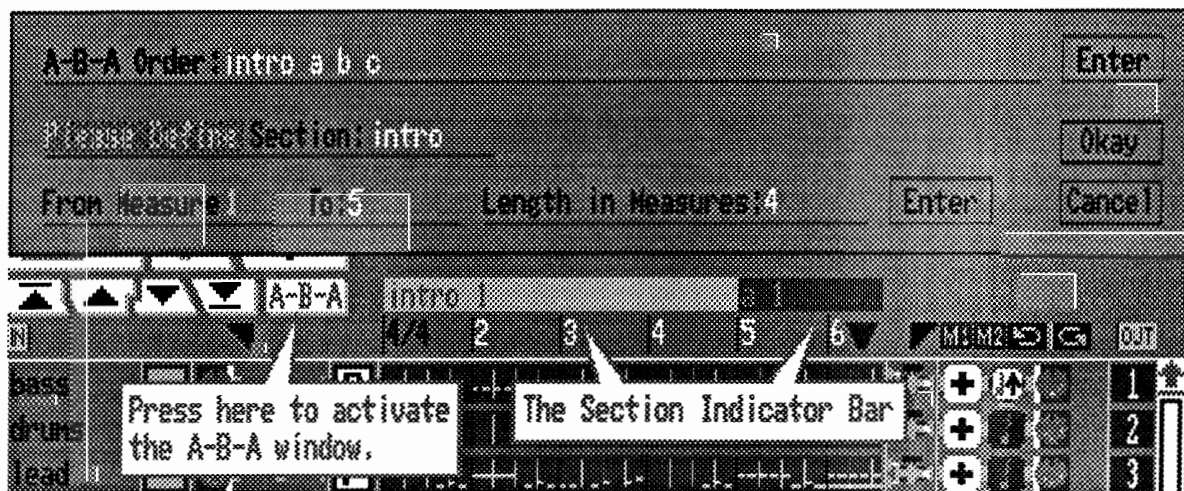 A-B-A Order: intro a b c
Enter
Please Define Section: intro
Okay
From Measure 1 To: 5 Length in Measures: 4 Enter
Cancel
A-B-A intro 1
4/4 2 3 4 5 6 M1 M2 OUT
bass 1
Press here to activate
the A-B-A window.
The Section Indicator Bar
drums 2
lead 3